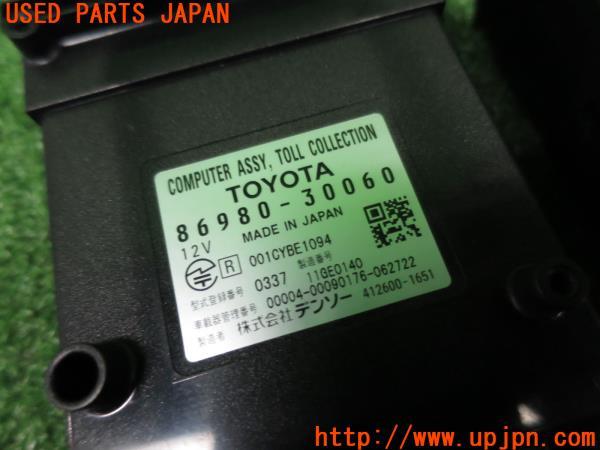 USED PARTS JAPAN
COMPUTER ASSY, TOLL COLLECTION
TOYOTA
86980-30060
12V MADE IN JAPAN
R 001CYBE1094
型式登録番号 0337 製造番号 11GE0140
車載器管理番号 00004-00090176-062722
製造者 株式会社デンソー 412600-1651
http://www.upjpn.com/